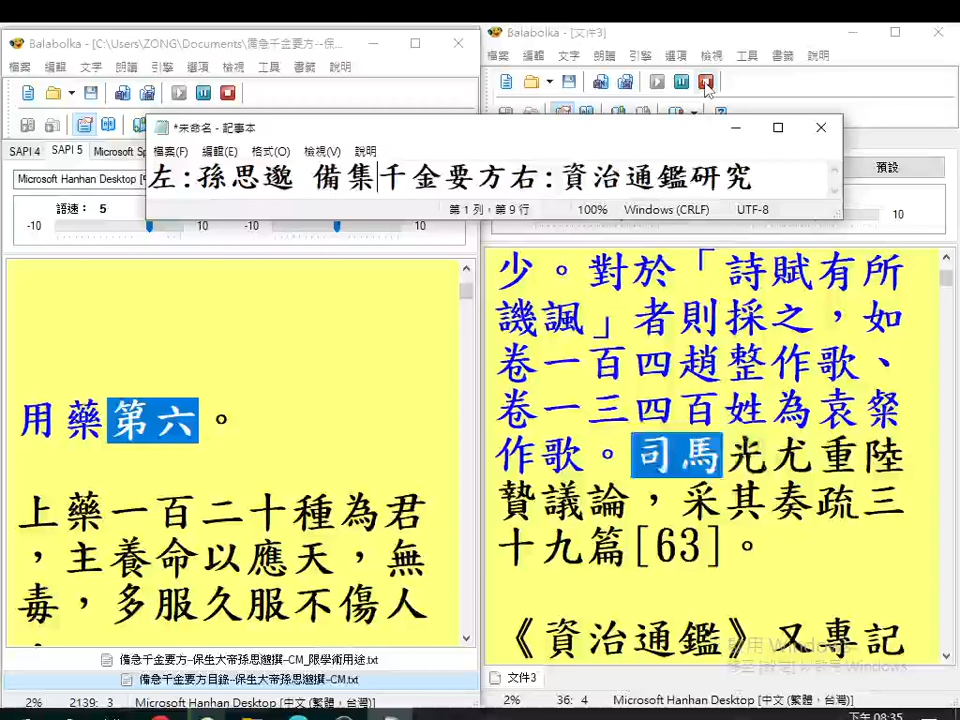 Balabolka - [C:\Users\ZONG\Documents\備急千金要方--保...
檔案 編輯 文字 朗讀 引擎 選項 檢視 工具 書籤 說明
SAPI 4 SAPI 5 Microsoft Sp
Microsoft Hanhan Desktop [
語速： 5
-10 10 -10 10
用藥第六。
上藥一百二十種為君
，主養命以應天，無
毒，多服久服不傷人
備急千金要方--保生大帝孫思邈撰--CM_限學術用途.txt
備急千金要方目錄--保生大帝孫思邈撰--CM.txt
2% 2139: 3 Microsoft Hanhan Desktop [中文 (繁體，台灣)]
*未命名 - 記事本
檔案(F) 編輯(E) 格式(O) 檢視(V) 說明
左:孫思邈 備集千金要方右:資治通鑑研究
第 1 列，第 9 行 100% Windows (CRLF) UTF-8
Balabolka - [文件3]
檔案 編輯 文字 朗讀 引擎 選項 檢視 工具 書籤 說明
預設
10
少。對於「詩賦有所
譏諷」者則採之，如
卷一百四趙整作歌、
卷一三四百姓為袁粲
作歌。司馬光尤重陸
贄議論，采其奏疏三
十九篇[63]。
《資治通鑑》又專記
啟用 Windows
移至 [設定] 以啟用 Windows
文件3
2% 36: 4 Microsoft Hanhan Desktop [中文 (繁體，台灣)]
下午 08:35